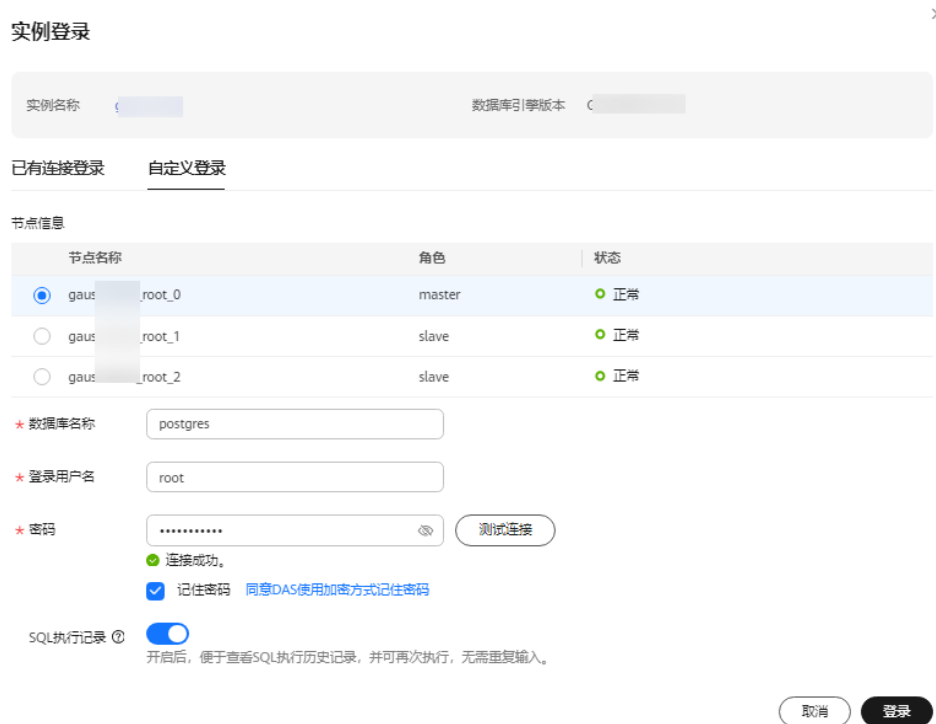 实例登录
实例名称 数据库引擎版本
已有连接登录 自定义登录
节点信息
节点名称 角色 状态
gaus _root_0 master 正常
gaus _root_1 slave 正常
gaus _root_2 slave 正常
* 数据库名称 postgres
* 登录用户名 root
* 密码 ••••••••••• 测试连接
连接成功。
记住密码 同意DAS使用加密方式记住密码
SQL执行记录 ?
开启后，便于查看SQL执行历史记录，并可再次执行，无需重复输入。
取消 登录